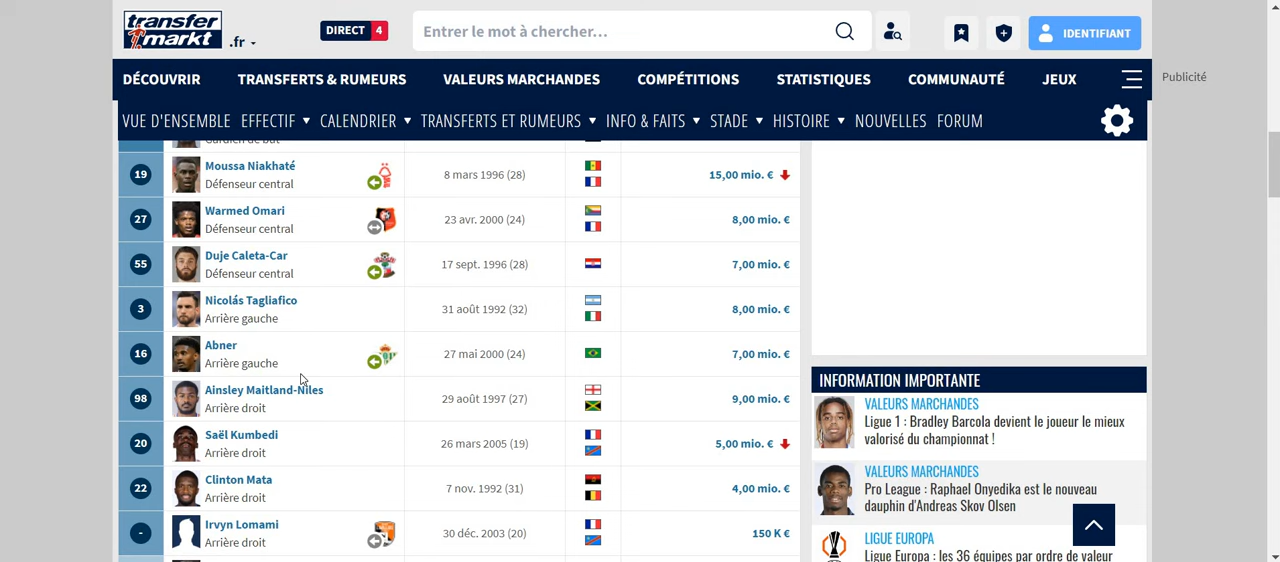 transfer
markt
.fr
DIRECT 4
Entrer le mot à chercher...
IDENTIFIANT
DÉCOUVRIR TRANSFERTS & RUMEURS VALEURS MARCHANDES COMPÉTITIONS STATISTIQUES COMMUNAUTÉ JEUX
Publicité
VUE D'ENSEMBLE EFFECTIF CALENDRIER TRANSFERTS ET RUMEURS INFO & FAITS STADE HISTOIRE NOUVELLES FORUM
19 Moussa Niakhaté 8 mars 1996 (28) 15,00 mio. €
Défenseur central
27 Warmed Omari 23 avr. 2000 (24) 8,00 mio. €
Défenseur central
55 Duje Caleta-Car 17 sept. 1996 (28) 7,00 mio. €
Défenseur central
3 Nicolás Tagliafico 31 août 1992 (32) 8,00 mio. €
Arrière gauche
16 Abner 27 mai 2000 (24) 7,00 mio. €
Arrière gauche
98 Ainsley Maitland-Niles 29 août 1997 (27) 9,00 mio. €
Arrière droit
20 Saël Kumbedi 26 mars 2005 (19) 5,00 mio. €
Arrière droit
22 Clinton Mata 7 nov. 1992 (31) 4,00 mio. €
Arrière droit
- Irvyn Lomami 30 déc. 2003 (20) 150 K €
Arrière droit
INFORMATION IMPORTANTE
VALEURS MARCHANDES
Ligue 1 : Bradley Barcola devient le joueur le mieux
valorisé du championnat !
VALEURS MARCHANDES
Pro League : Raphael Onyedika est le nouveau
dauphin d'Andreas Skov Olsen
LIGUE EUROPA
Ligue Europa : les 36 équipes par ordre de valeur